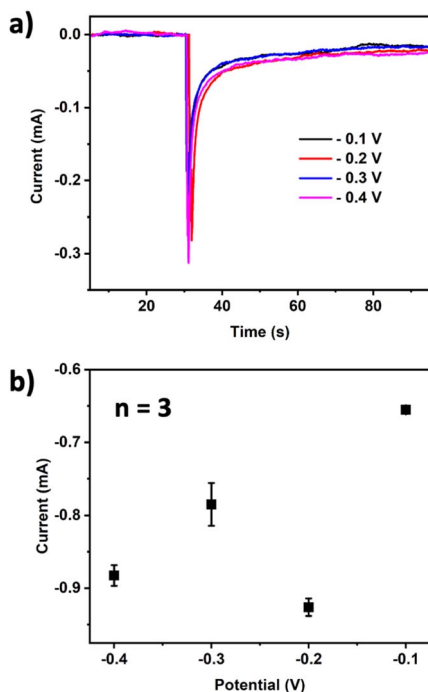 a)
0.0
-0.1
-0.2
-0.3
Current (mA)
- 0.1 V
- 0.2 V
- 0.3 V
- 0.4 V
20
40
60
80
Time (s)
b)
n = 3
-0.6
-0.7
-0.8
-0.9
Current (mA)
-0.4
-0.3
-0.2
-0.1
Potential (V)